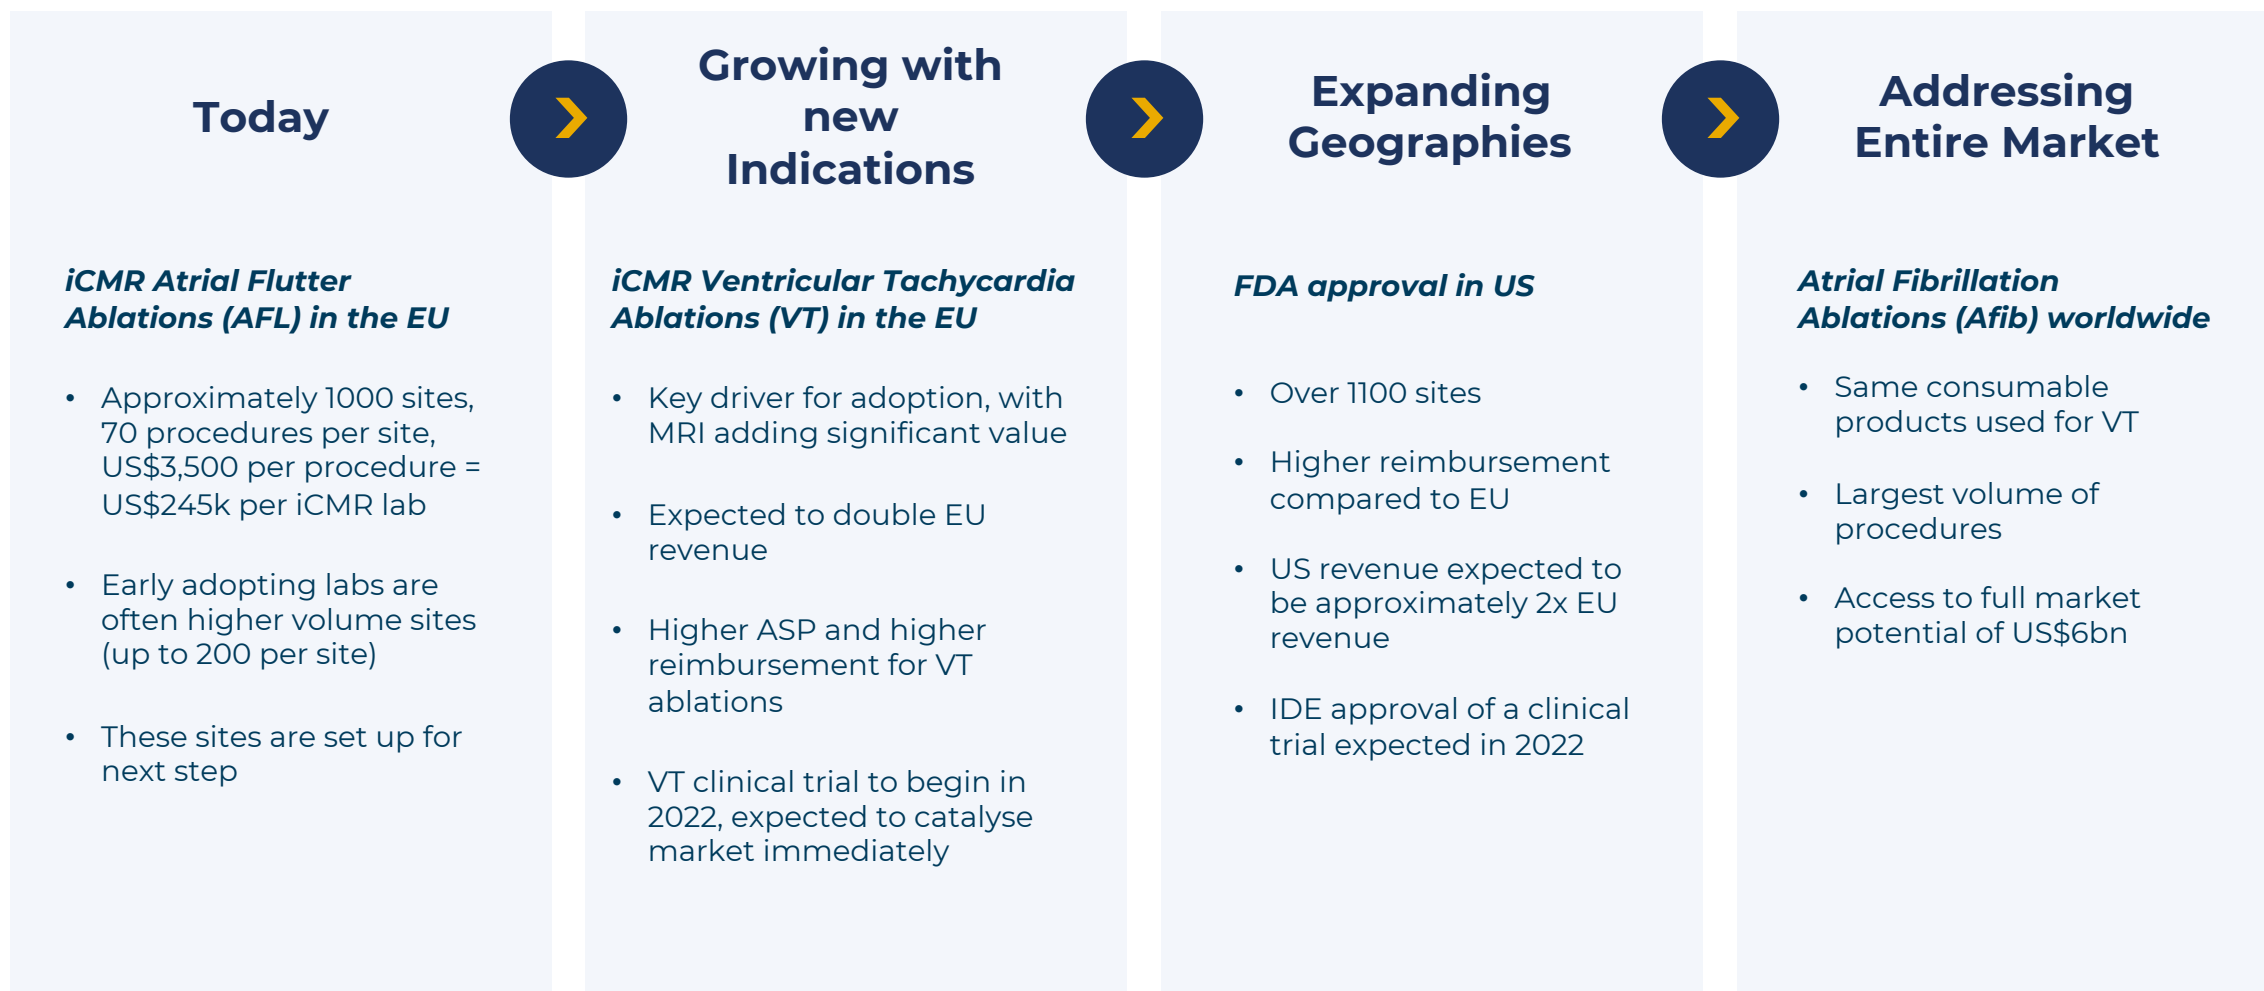 Today
iCMR Atrial Flutter
Ablations (AFL) in the EU
• Approximately 1000 sites,
70 procedures per site,
US$3,500 per procedure =
US$245k per iCMR lab
• Early adopting labs are
often higher volume sites
(up to 200 per site)
• These sites are set up for
next step
Growing with
new
Indications
iCMR Ventricular Tachycardia
Ablations (VT) in the EU
• Key driver for adoption, with
MRI adding significant value
• Expected to double EU
revenue
• Higher ASP and higher
reimbursement for VT
ablations
• VT clinical trial to begin in
2022, expected to catalyse
market immediately
Expanding
Geographies
FDA approval in US
• Over 1100 sites
• Higher reimbursement
compared to EU
• US revenue expected to
be approximately 2x EU
revenue
• IDE approval of a clinical
trial expected in 2022
Addressing
Entire Market
Atrial Fibrillation
Ablations (Afib) worldwide
• Same consumable
products used for VT
• Largest volume of
procedures
• Access to full market
potential of US$6bn